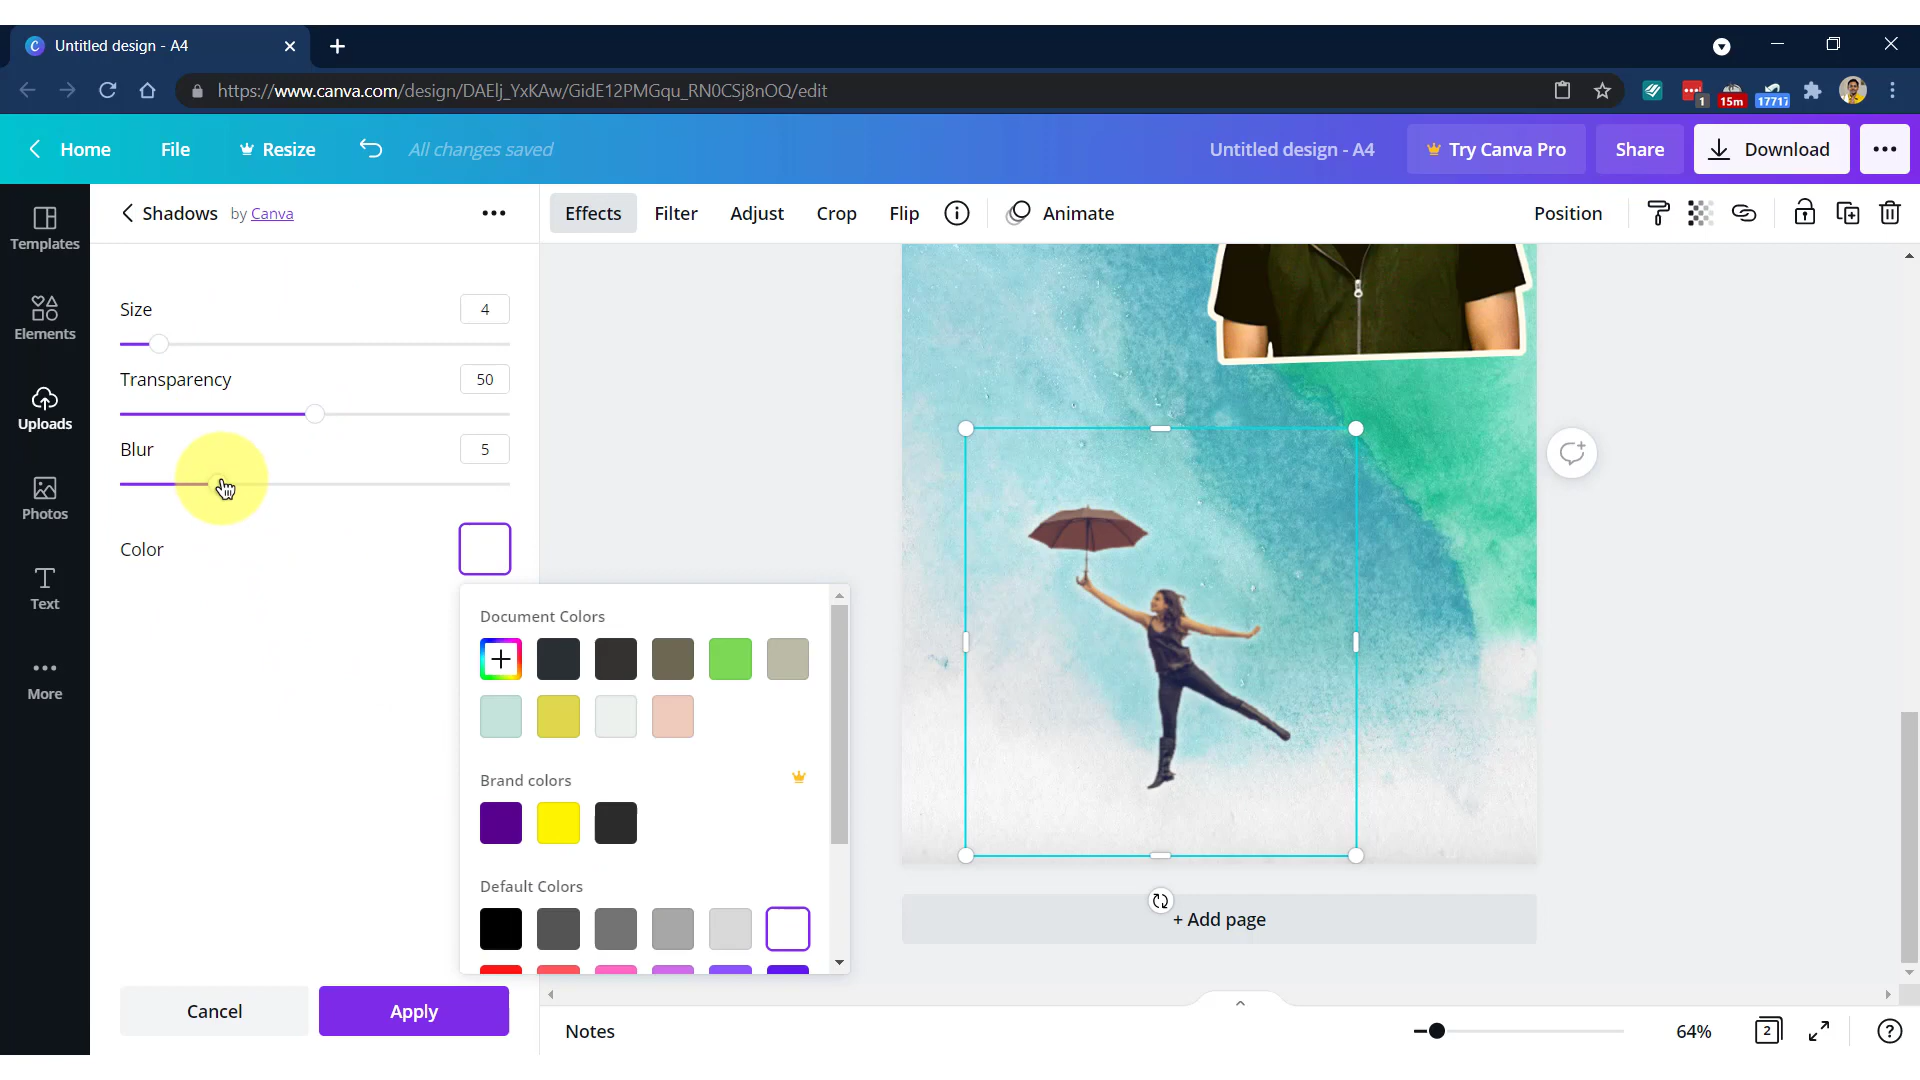 Untitled design - A4
https://www.canva.com/design/DAElj_YxKAw/GidE12PMGqu_RN0CSj8nOQ/edit
1
15m
17717
Home
File
Resize
All changes saved
Untitled design - A4
Try Canva Pro
Share
Download
Shadows by Canva
Effects
Filter
Adjust
Crop
Flip
Animate
Position
Templates
Elements
Uploads
Photos
Text
More
Size
4
Transparency
50
Blur
5
Color
Document Colors
Brand colors
Default Colors
Cancel
Apply
+ Add page
Notes
64%
2